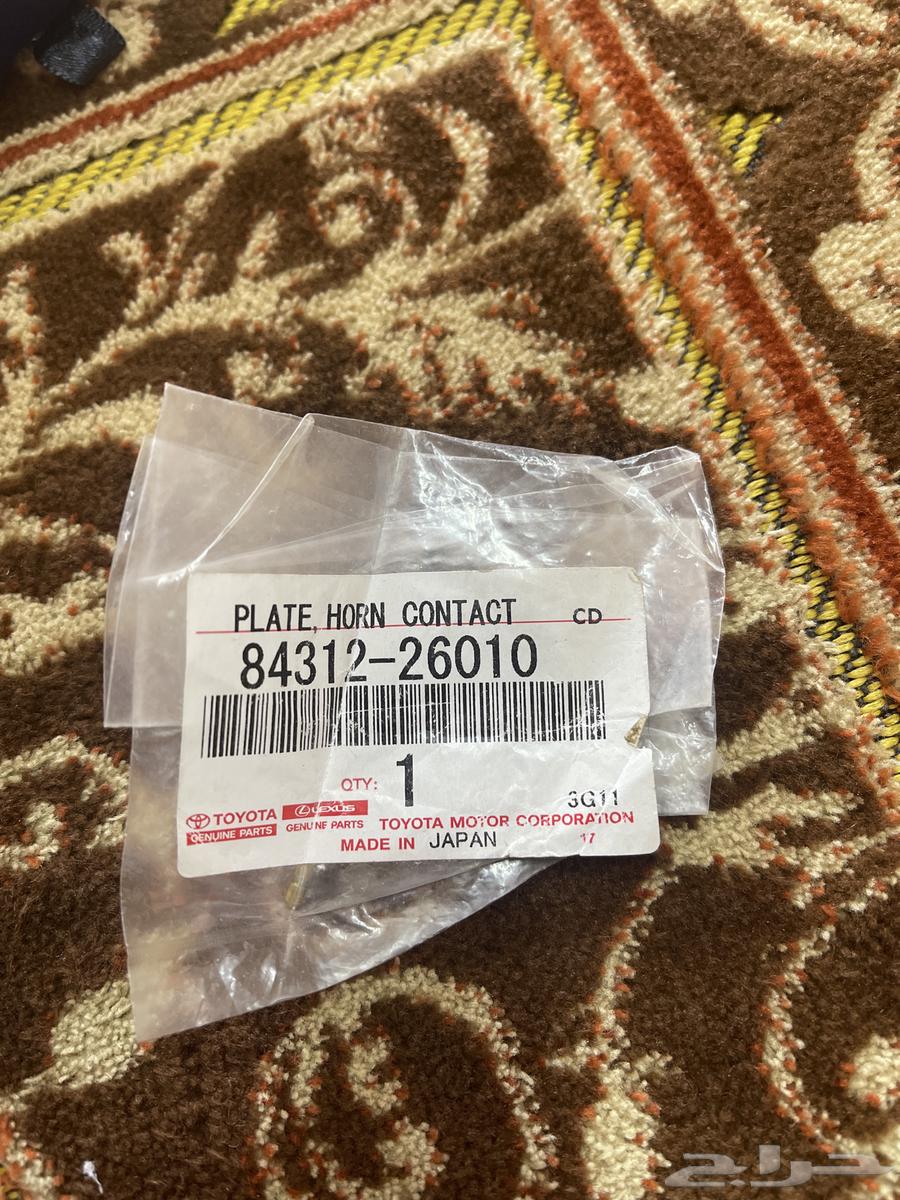 PLATE, HORN CONTACT CD
84312-26010
QTY: 1
3G11
TOYOTA LEXUS
GENUINE PARTS GENUINE PARTS TOYOTA MOTOR CORPORATION
MADE IN JAPAN 17
حراج